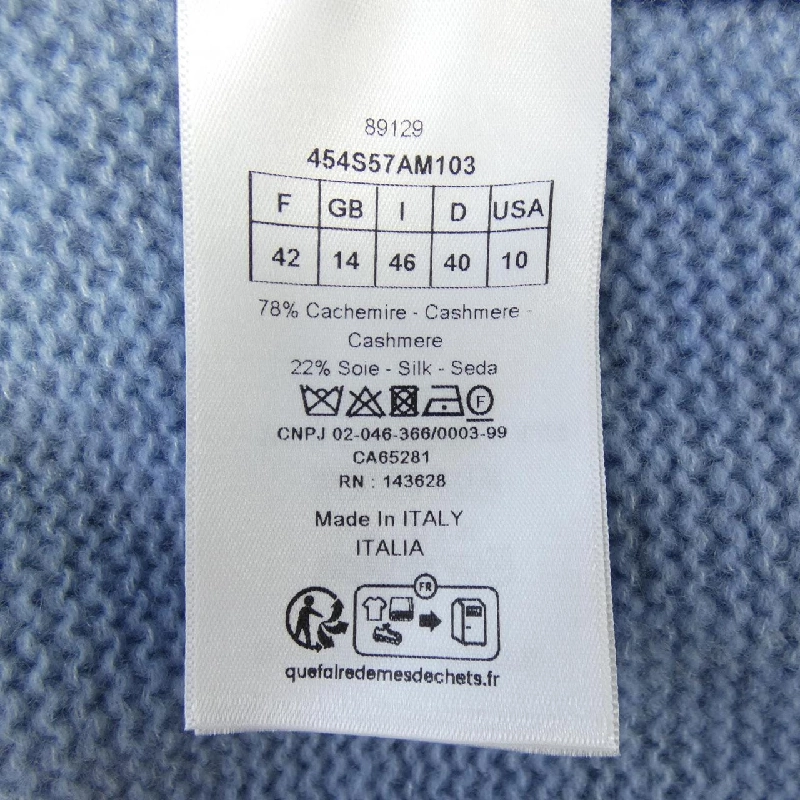 89129
454S57AM103
F GB I D USA
42 14 46 40 10
78% Cachemire - Cashmere -
Cashmere
22% Soie - Silk - Seda
F
CNPJ 02-046-366/0003-99
CA65281
RN : 143628
Made In ITALY
ITALIA
FR
quefairedemesdechets.fr